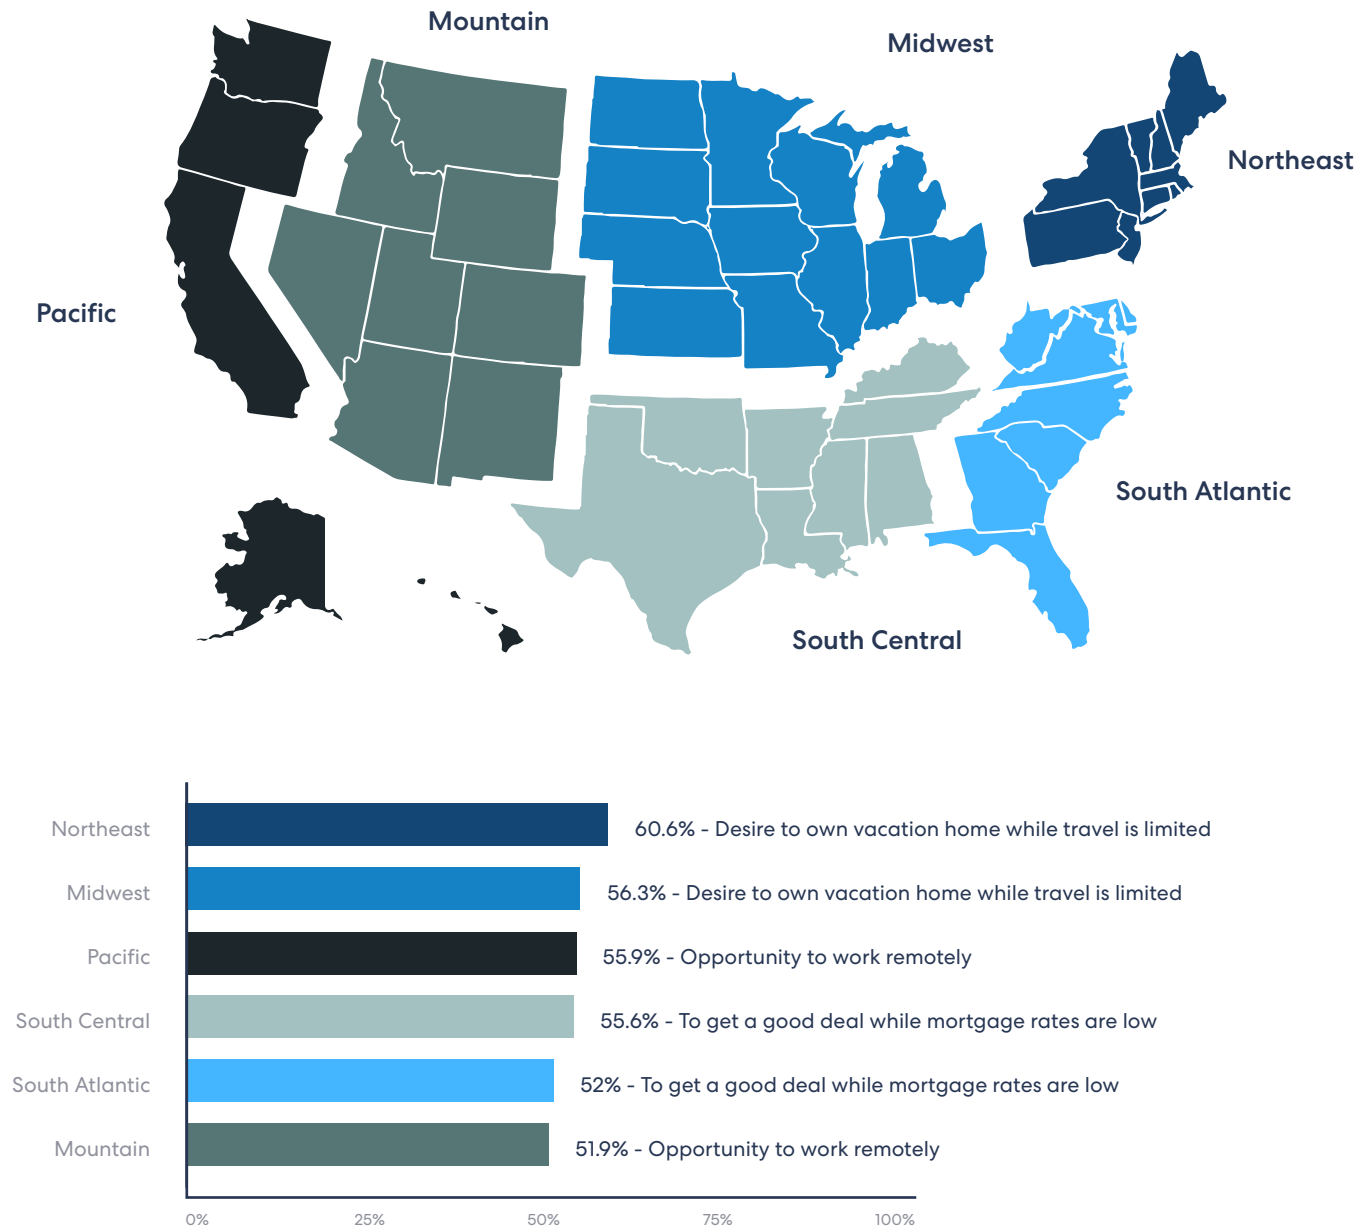 Mountain
Midwest
Northeast
Pacific
South Atlantic
South Central
Northeast 60.6% - Desire to own vacation home while travel is limited
Midwest 56.3% - Desire to own vacation home while travel is limited
Pacific 55.9% - Opportunity to work remotely
South Central 55.6% - To get a good deal while mortgage rates are low
South Atlantic 52% - To get a good deal while mortgage rates are low
Mountain 51.9% - Opportunity to work remotely
0% 25% 50% 75% 100%